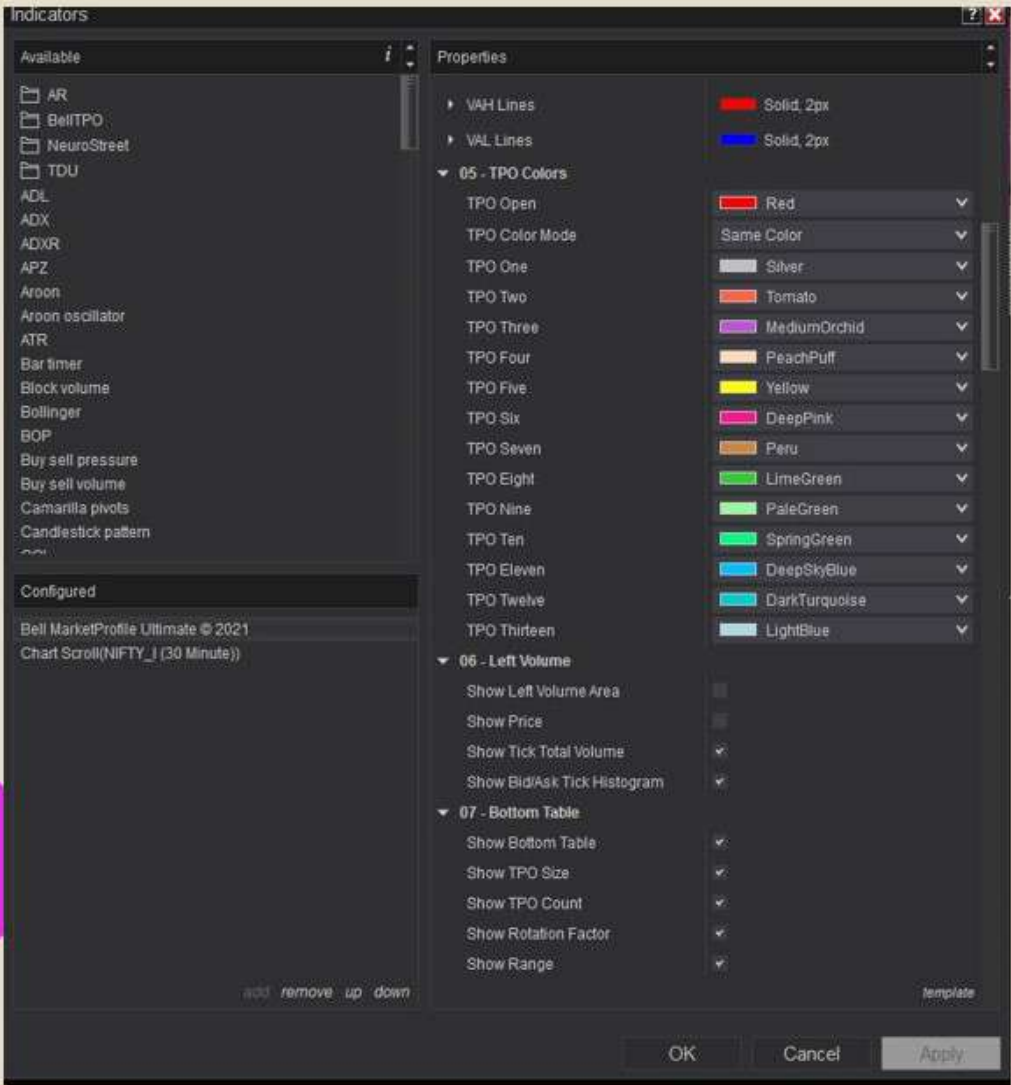 Indicators
Available
i
AR
BellTPO
NeuroStreet
TDU
ADL
ADX
ADXR
APZ
Aroon
Aroon oscillator
ATR
Bar timer
Block volume
Bollinger
BOP
Buy sell pressure
Buy sell volume
Camarilla pivots
Candlestick pattern
Configured
Bell MarketProfile Ultimate © 2021
Chart Scroll(NIFTY_I (30 Minute))
add remove up down
Properties
VAH Lines Solid, 2px
VAL Lines Solid, 2px
05 - TPO Colors
TPO Open Red
TPO Color Mode Same Color
TPO One Silver
TPO Two Tomato
TPO Three MediumOrchid
TPO Four PeachPuff
TPO Five Yellow
TPO Six DeepPink
TPO Seven Peru
TPO Eight LimeGreen
TPO Nine PaleGreen
TPO Ten SpringGreen
TPO Eleven DeepSkyBlue
TPO Twelve DarkTurquoise
TPO Thirteen LightBlue
06 - Left Volume
Show Left Volume Area
Show Price
Show Tick Total Volume
Show Bid/Ask Tick Histogram
07 - Bottom Table
Show Bottom Table
Show TPO Size
Show TPO Count
Show Rotation Factor
Show Range
template
OK Cancel Apply